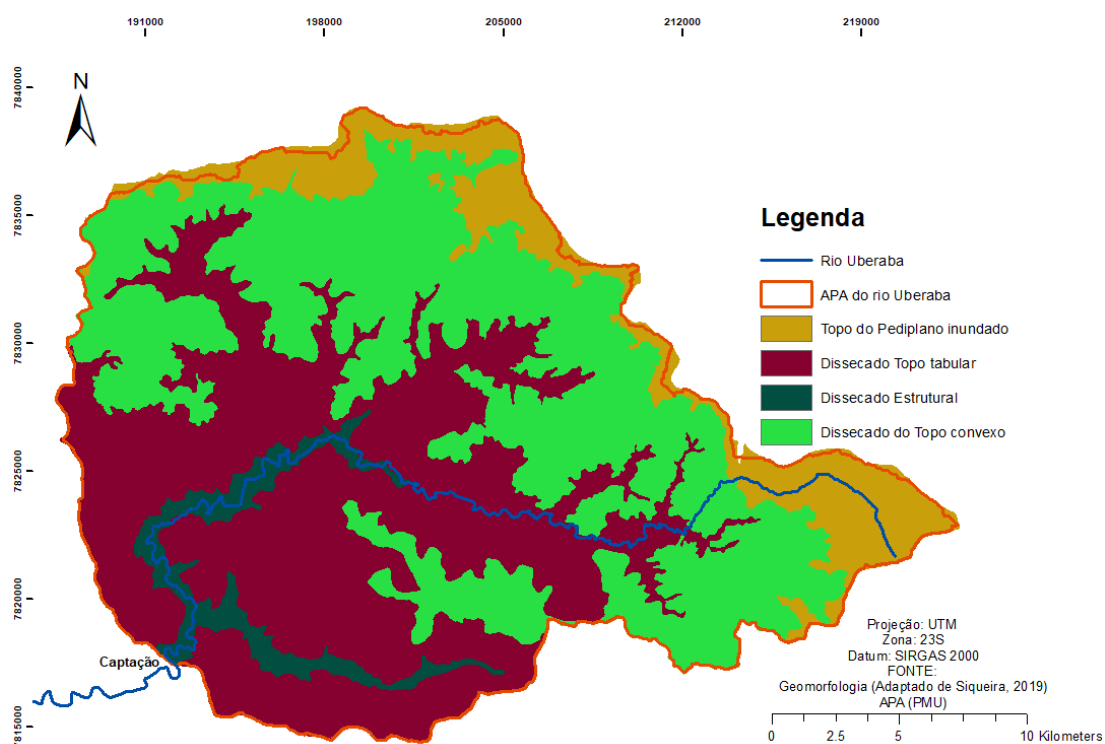 191000 198000 205000 212000 219000
7840000
7835000
7830000
7825000
7820000
7815000
N
Legenda
Rio Uberaba
APA do rio Uberaba
Topo do Pediplano inundado
Dissecado Topo tabular
Dissecado Estrutural
Dissecado do Topo convexo
Captação
Projeção: UTM
Zona: 23S
Datum: SIRGAS 2000
FONTE:
Geomorfologia (Adaptado de Siqueira, 2019)
APA (PMU)
0 2.5 5 10 Kilometers